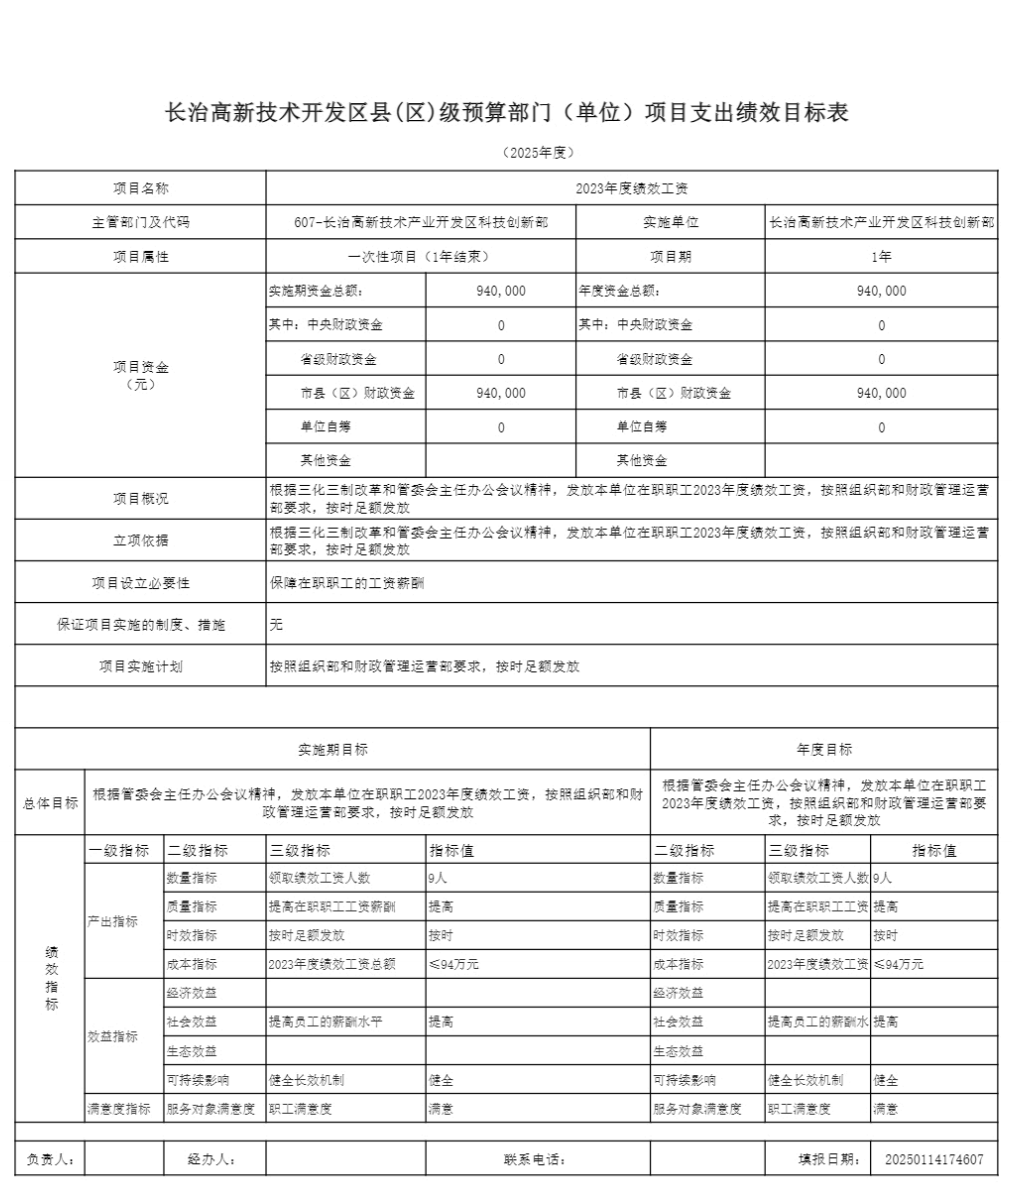 长治高新技术开发区县(区)级预算部门（单位）项目支出绩效目标表
（2025年度）
项目名称 2023年度绩效工资
主管部门及代码 607-长治高新技术产业开发区科技创新部 实施单位 长治高新技术产业开发区科技创新部
项目属性 一次性项目（1年结束） 项目期 1年
项目资金
（元）
实施期资金总额： 940,000 年度资金总额： 940,000
其中：中央财政资金 0 其中：中央财政资金 0
省级财政资金 0 省级财政资金 0
市县（区）财政资金 940,000 市县（区）财政资金 940,000
单位自筹 0 单位自筹 0
其他资金 其他资金
项目概况 根据三化三制改革和管委会主任办公会议精神，发放本单位在职职工2023年度绩效工资，按照组织部和财政管理运营
部要求，按时足额发放
立项依据 根据三化三制改革和管委会主任办公会议精神，发放本单位在职职工2023年度绩效工资，按照组织部和财政管理运营
部要求，按时足额发放
项目设立必要性 保障在职职工的工资薪酬
保证项目实施的制度、措施 无
项目实施计划 按照组织部和财政管理运营部要求，按时足额发放
实施期目标 年度目标
总体目标
根据管委会主任办公会议精神，发放本单位在职职工2023年度绩效工资，按照组织部和财
政管理运营部要求，按时足额发放
根据管委会主任办公会议精神，发放本单位在职职工
2023年度绩效工资，按照组织部和财政管理运营部要
求，按时足额发放
绩
效
指
标
一级指标 二级指标 三级指标 指标值 二级指标 三级指标 指标值
产出指标
数量指标 领取绩效工资人数 9人 数量指标 领取绩效工资人数 9人
质量指标 提高在职职工工资薪酬 提高 质量指标 提高在职职工工资 提高
时效指标 按时足额发放 按时 时效指标 按时足额发放 按时
成本指标 2023年度绩效工资总额 ≤94万元 成本指标 2023年度绩效工资 ≤94万元
效益指标
经济效益 经济效益
社会效益 提高员工的薪酬水平 提高 社会效益 提高员工的薪酬水 提高
生态效益 生态效益
可持续影响 健全长效机制 健全 可持续影响 健全长效机制 健全
满意度指标 服务对象满意度 职工满意度 满意 服务对象满意度 职工满意度 满意
负责人： 经办人： 联系电话： 填报日期： 20250114174607